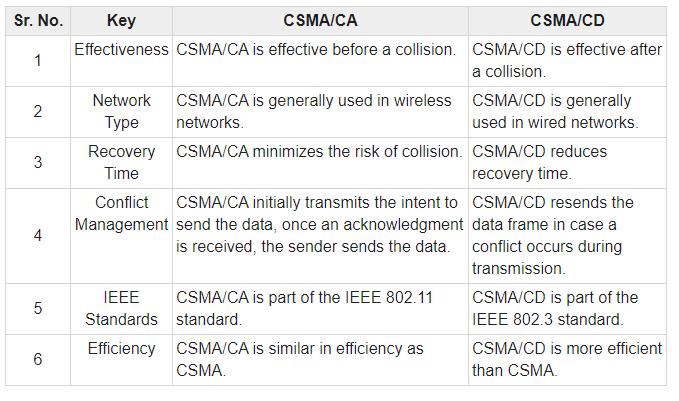 Sr. No. Key CSMA/CA CSMA/CD
1 Effectiveness CSMA/CA is effective before a collision. CSMA/CD is effective after
a collision.
2 Network CSMA/CA is generally used in wireless CSMA/CD is generally
Type networks. used in wired networks.
3 Recovery CSMA/CA minimizes the risk of collision. CSMA/CD reduces
Time recovery time.
4 Conflict CSMA/CA initially transmits the intent to CSMA/CD resends the
Management send the data, once an acknowledgment data frame in case a
is received, the sender sends the data. conflict occurs during
transmission.
5 IEEE CSMA/CA is part of the IEEE 802.11 CSMA/CD is part of the
Standards standard. IEEE 802.3 standard.
6 Efficiency CSMA/CA is similar in efficiency as CSMA/CD is more efficient
CSMA. than CSMA.